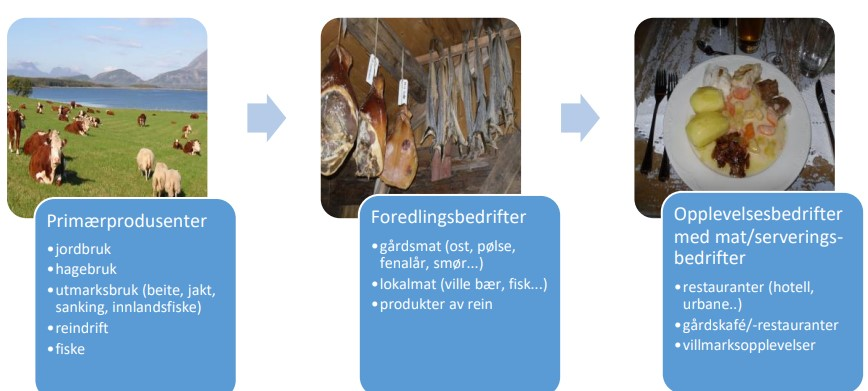 Primærprodusenter
•jordbruk
•hagebruk
•utmarksbruk (beite, jakt,
sanking, innlandsfiske)
•reindrift
•fiske
Foredlingsbedrifter
•gårdsmat (ost, pølse,
fenalår, smør...)
•lokalmat (ville bær, fisk...)
•produkter av rein
Opplevelsesbedrifter
med mat/serverings-
bedrifter
•restauranter (hotell,
urbane..)
•gårdskafé/-restauranter
•villmarksopplevelser